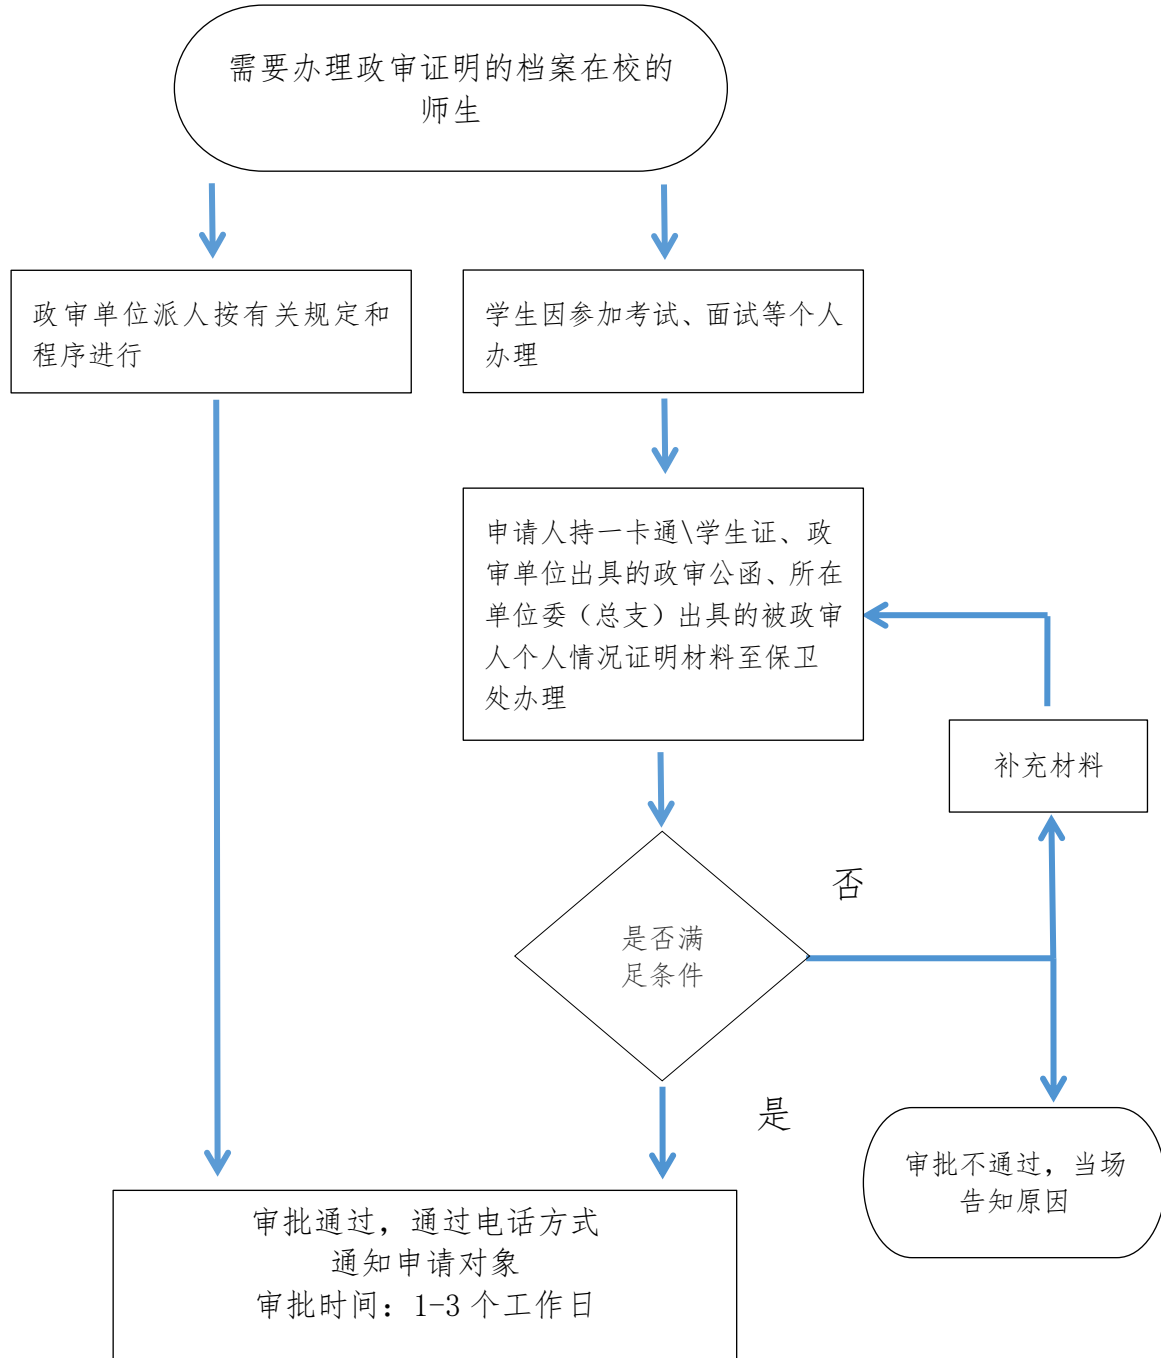 需要办理政审证明的档案在校的
师生
政审单位派人按有关规定和
程序进行
学生因参加考试、面试等个人
办理
申请人持一卡通\学生证、政
审单位出具的政审公函、所在
单位委（总支）出具的被政审
人个人情况证明材料至保卫
处办理
补充材料
否
是否满
足条件
是
审批不通过，当场
告知原因
审批通过，通过电话方式
通知申请对象
审批时间：1-3 个工作日